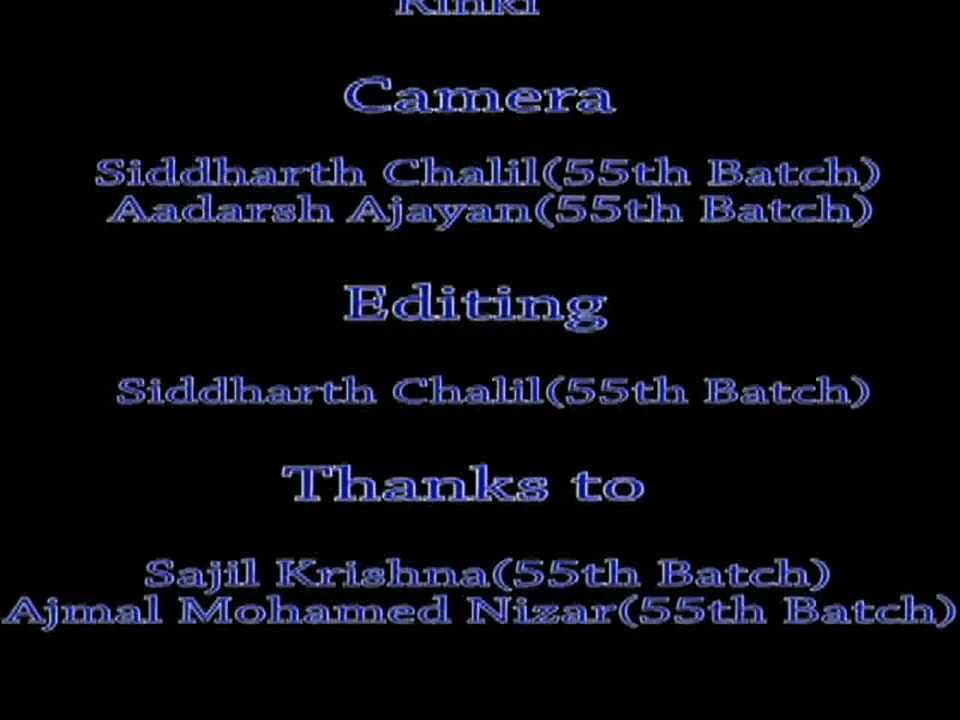 Kinki
Camera
Siddharth Chalil(55th Batch)
Aadarsh Ajayan(55th Batch)
Editing
Siddharth Chalil(55th Batch)
Thanks to
Sajil Krishna(55th Batch)
Ajmal Mohamed Nizar(55th Batch)